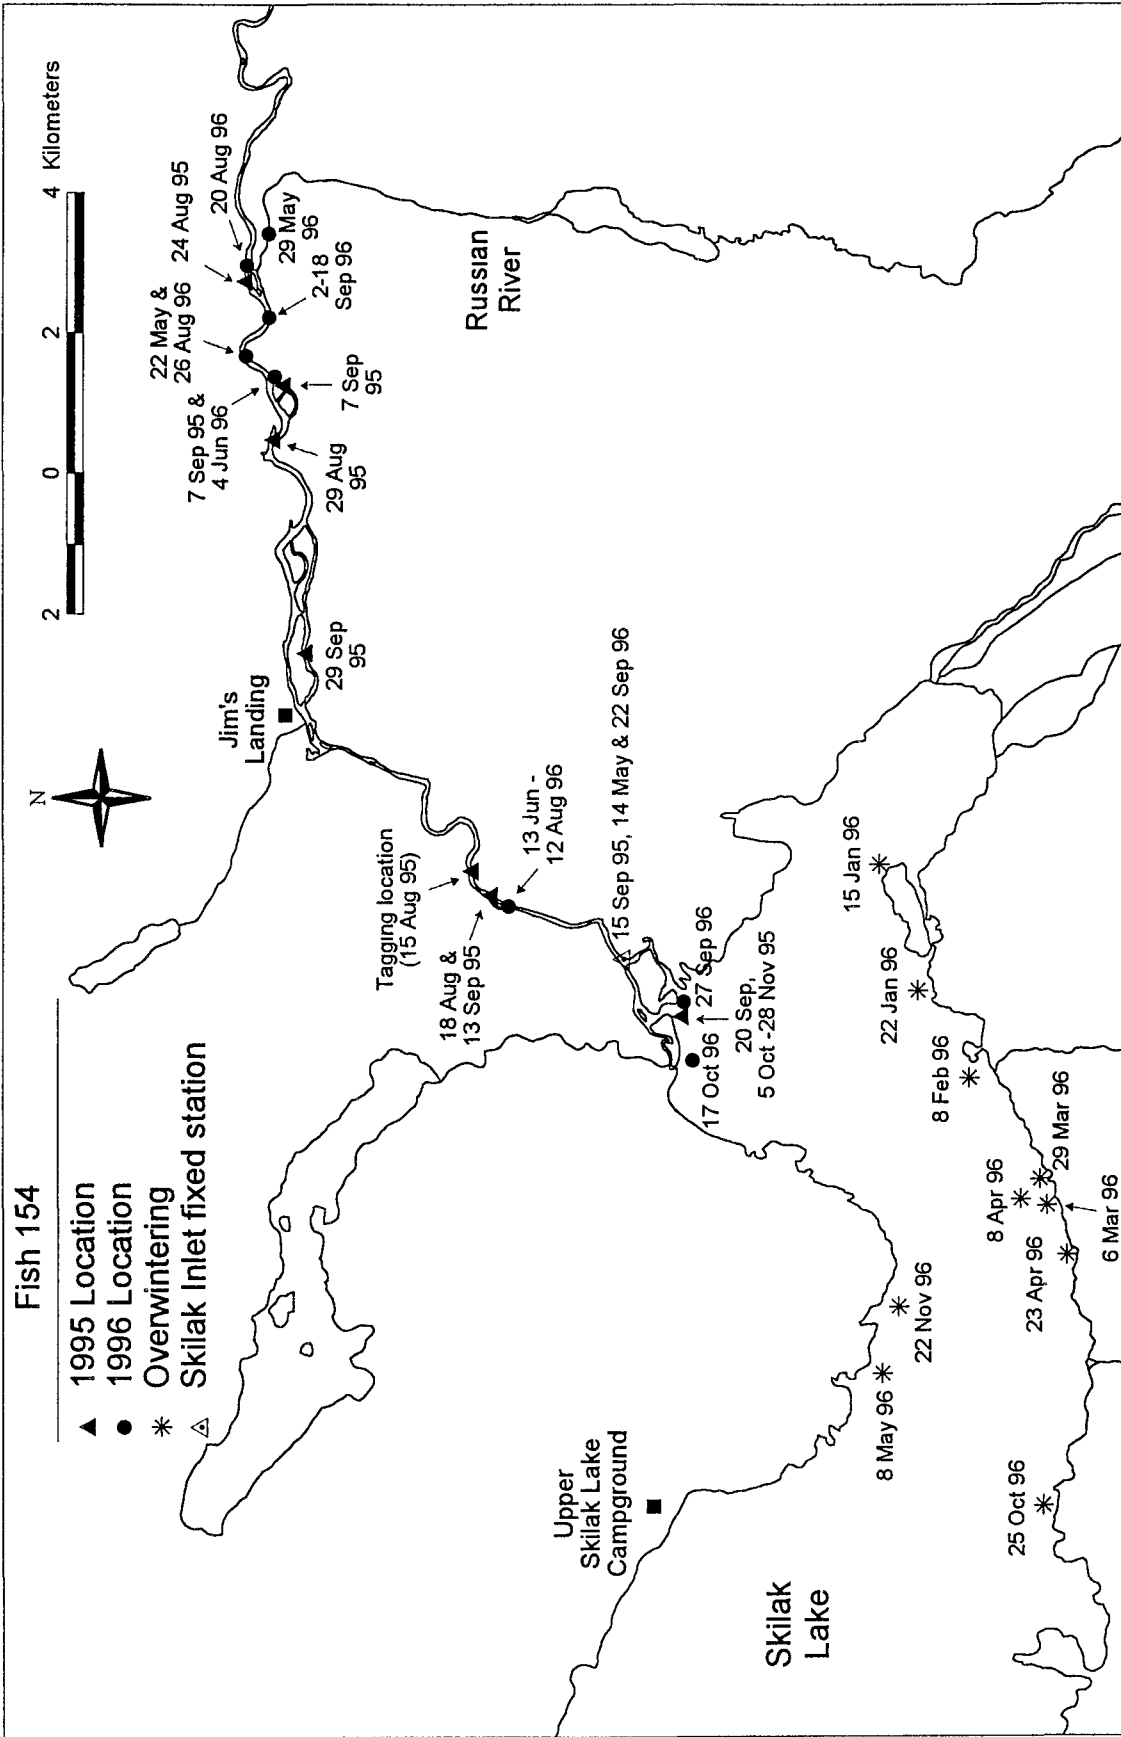 Fish 154
1995 Location
1996 Location
Overwintering
Skilak Inlet fixed station
N
2 0 2 4 Kilometers
Jim's
Landing
22 May &
26 Aug 96
24 Aug 95
20 Aug 96
7 Sep 95 &
4 Jun 96
29 May
96
2-18
Sep 96
7 Sep
95
29 Aug
95
29 Sep
95
Russian
River
Tagging location
(15 Aug 95)
18 Aug &
13 Sep 95
13 Jun -
12 Aug 96
15 Sep 95, 14 May & 22 Sep 96
27 Sep 96
17 Oct 96
20 Sep,
5 Oct -28 Nov 95
Upper
Skilak Lake
Campground
Skilak
Lake
15 Jan 96
22 Jan 96
8 Feb 96
29 Mar 96
8 Apr 96
6 Mar 96
23 Apr 96
22 Nov 96
8 May 96
25 Oct 96